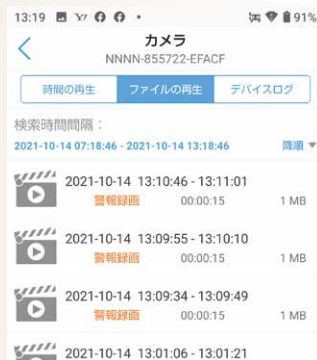 13:19 91%
カメラ
NNNN-855722-EFACF
時間の再生 ファイルの再生 デバイスログ
検索時間間隔：
2021-10-14 07:18:46 - 2021-10-14 13:18:46 降順
2021-10-14 13:10:46 - 13:11:01
警報録画 00:00:15 1 MB
2021-10-14 13:09:55 - 13:10:10
警報録画 00:00:15 1 MB
2021-10-14 13:09:34 - 13:09:49
警報録画 00:00:15 1 MB
2021-10-14 13:01:06 - 13:01:21